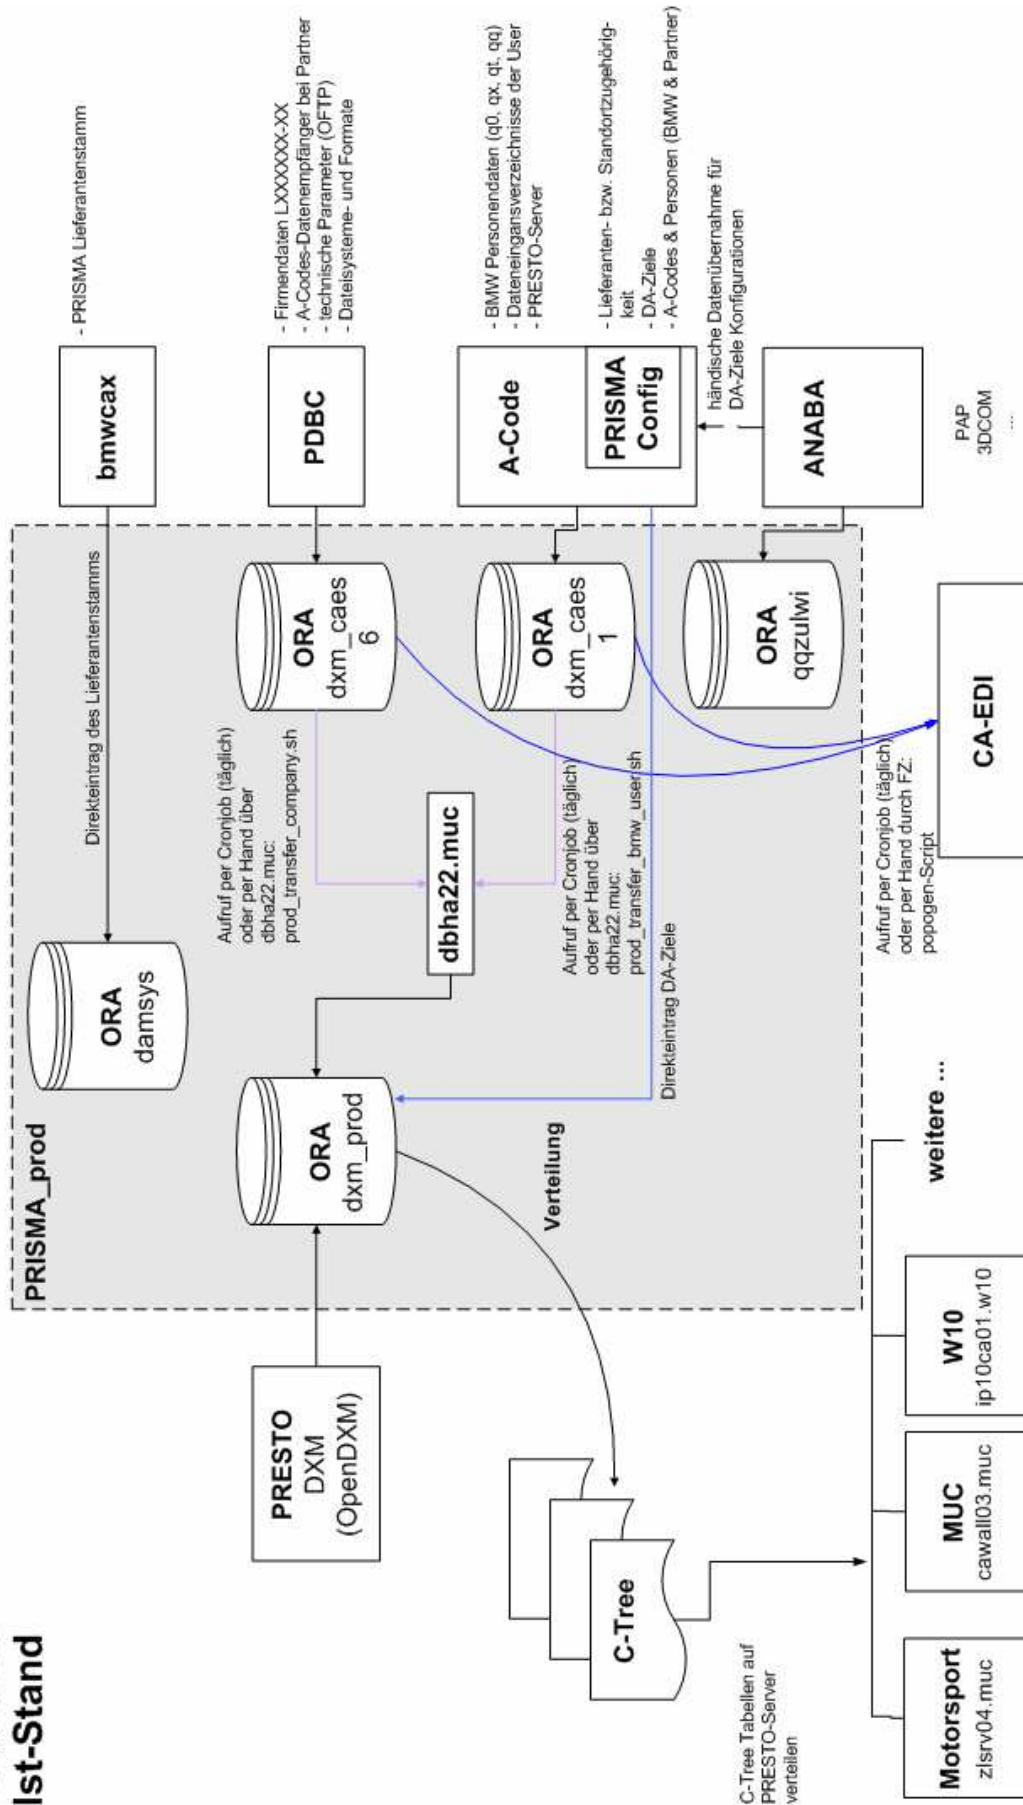 Ist-Stand
PRISMA_prod
bmwcax
- PRISMA Lieferantenstamm
Direkteintrag des Lieferantenstamms
ORA
damsys
PRESTO
DXM
(OpenDXM)
ORA
dxm_prod
Aufruf per Cronjob (täglich)
oder per Hand über
dbha22.muc:
prod_transfer_company.sh
ORA
dxm_caes
6
PDBC
- Firmendaten LXXXXXX-XX
- A-Codes-Datenempfänger bei Partner
- technische Parameter (OFTP)
- Dateisysteme- und Formate
dbha22.muc
C-Tree
Verteilung
Aufruf per Cronjob (täglich)
oder per Hand über
dbha22.muc:
prod_transfer_bmw_user.sh
Direkteintrag DA-Ziele
ORA
dxm_caes
1
A-Code
PRISMA
Config
- BMW Personendaten (q0, qx, qt, qq)
- Dateneingansverzeichnisse der User
- PRESTO-Server
- Lieferanten- bzw. Standortzugehörig-
keit
- DA-Ziele
- A-Codes & Personen (BMW & Partner)
händische Datenübernahme für
DA-Ziele Konfigurationen
ORA
qqzulwi
ANABA
C-Tree Tabellen auf
PRESTO-Server
verteilen
Aufruf per Cronjob (täglich)
oder per Hand durch FZ:
popogen-Script
Motorsport
zlsrv04.muc
MUC
cawall03.muc
W10
ip10ca01.w10
weitere ...
CA-EDI
PAP
3DCOM
...